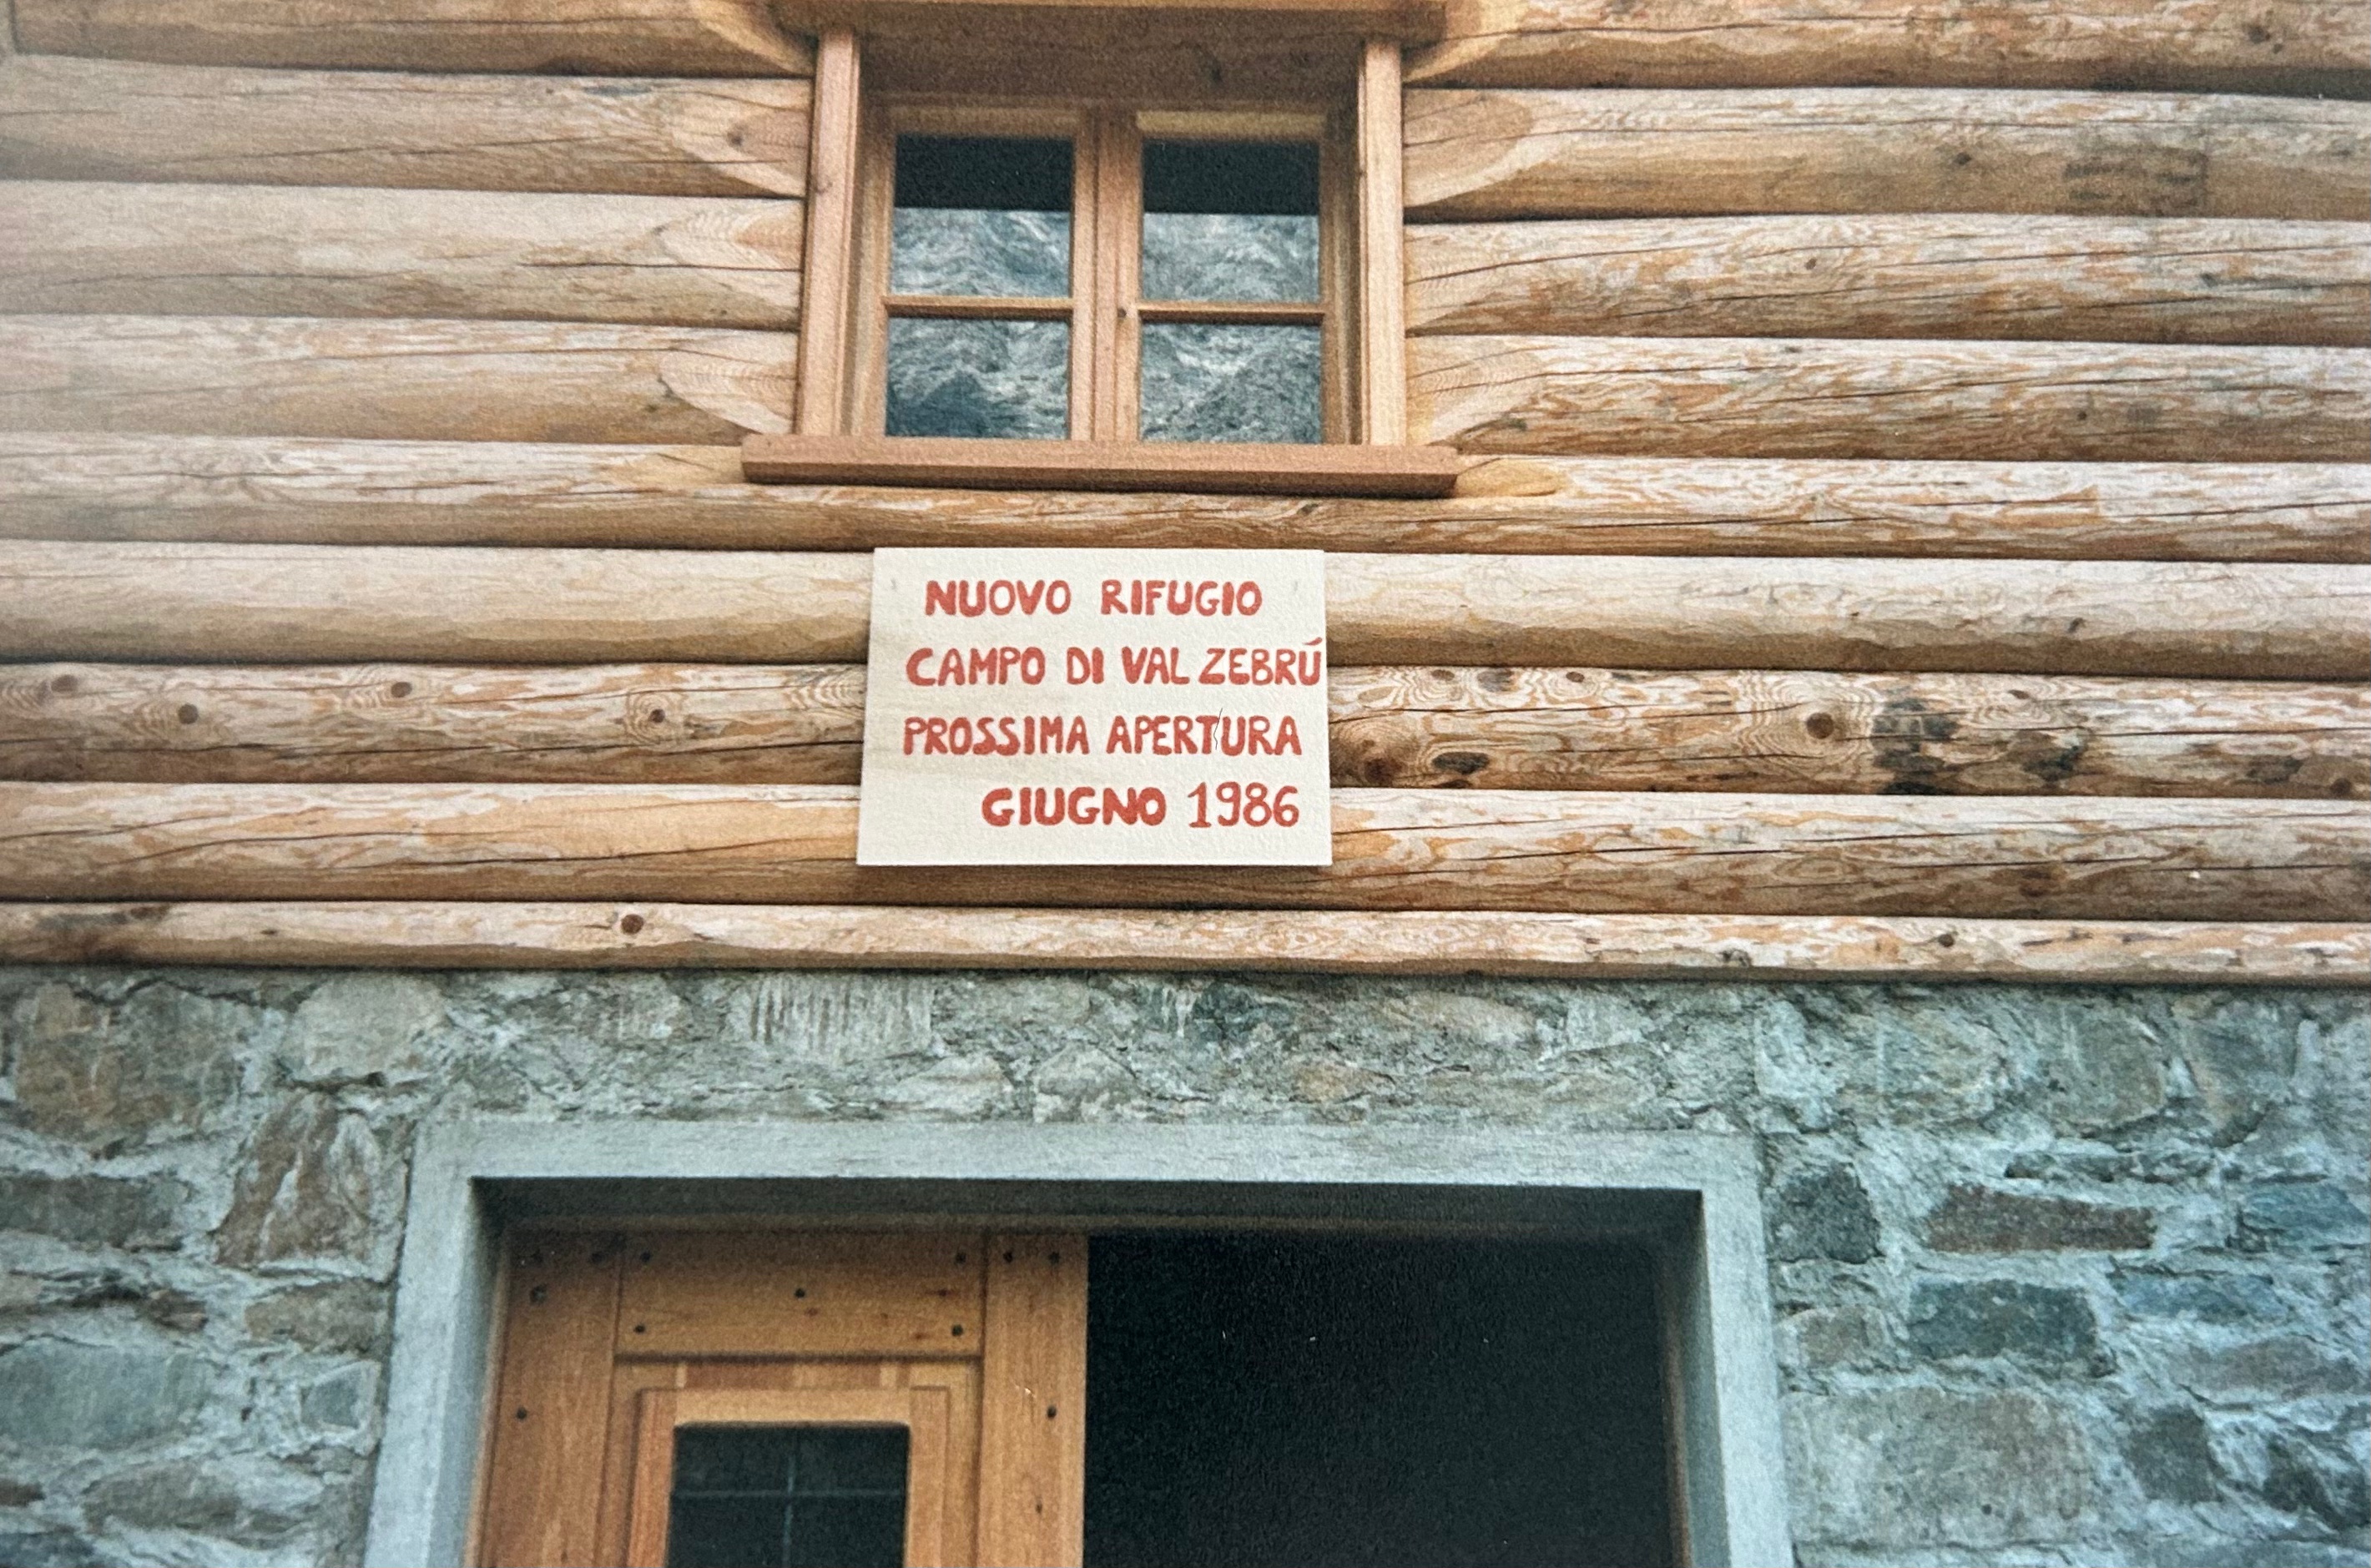 NUOVO RIFUGIO
CAMPO DI VAL ZEBRÚ
PROSSIMA APERTURA
GIUGNO 1986